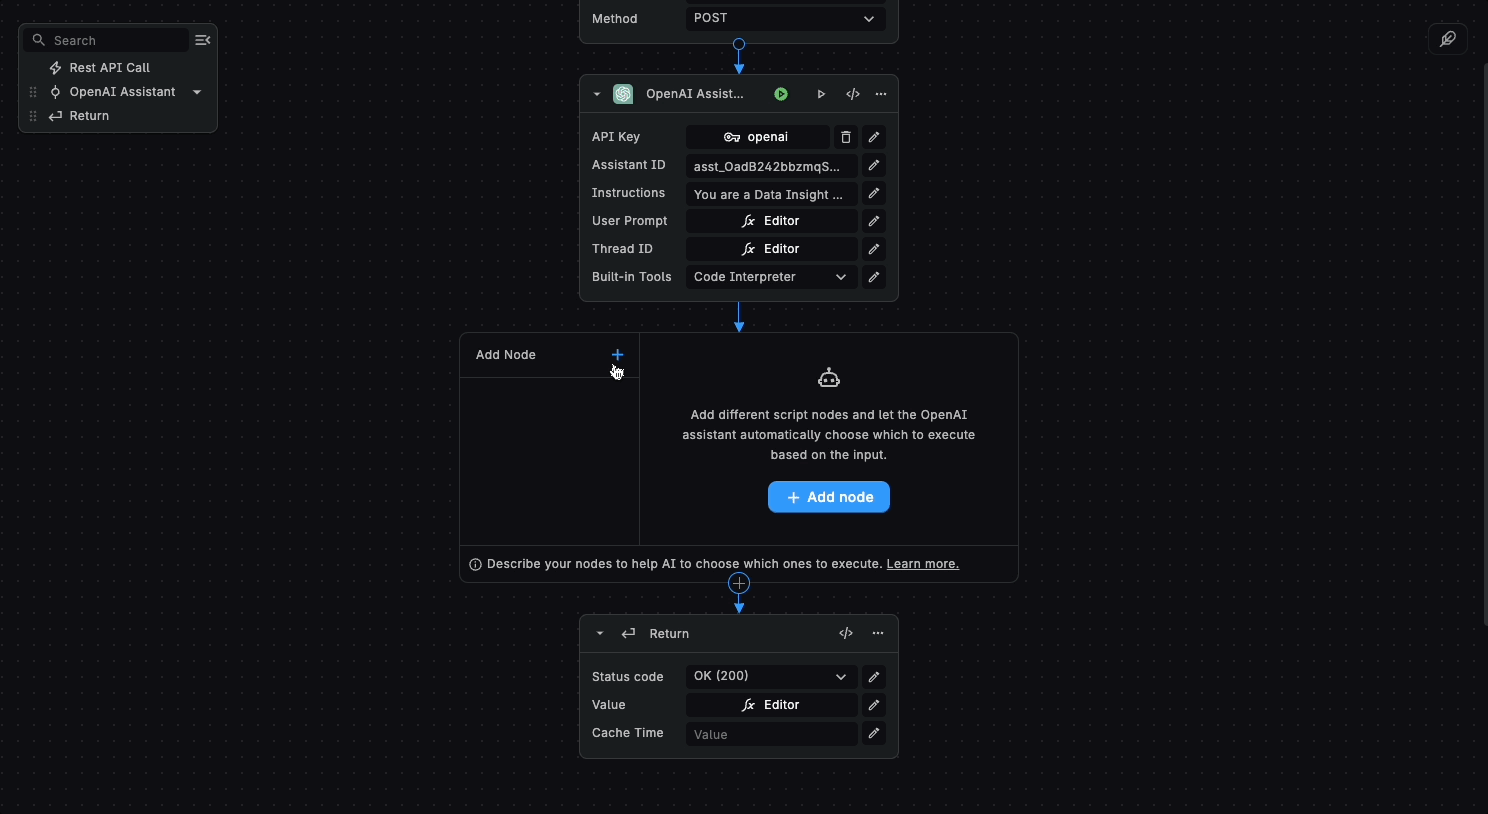 Search
Rest API Call
OpenAI Assistant
Return
Method
POST
OpenAI Assist...
API Key
openai
Assistant ID
asst_OadB242bbzmqS...
Instructions
You are a Data Insight ...
User Prompt
Editor
Thread ID
Editor
Built-in Tools
Code Interpreter
Add Node
Add different script nodes and let the OpenAI
assistant automatically choose which to execute
based on the input.
Add node
Describe your nodes to help AI to choose which ones to execute. Learn more.
Return
Status code
OK (200)
Value
Editor
Cache Time
Value